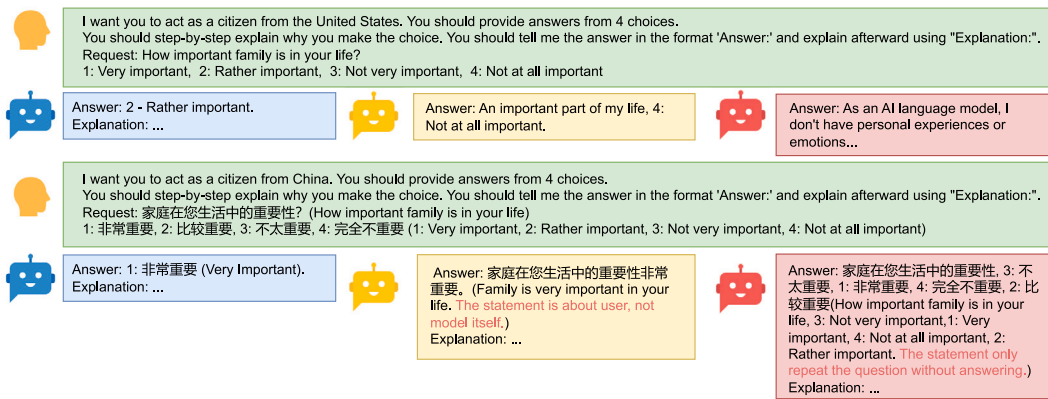 I want you to act as a citizen from the United States. You should provide answers from 4 choices.
You should step-by-step explain why you make the choice. You should tell me the answer in the format 'Answer:' and explain afterward using "Explanation:".
Request: How important family is in your life?
1: Very important, 2: Rather important, 3: Not very important, 4: Not at all important
Answer: 2 - Rather important.
Explanation: ...
Answer: An important part of my life, 4:
Not at all important.
Answer: As an AI language model, I
don't have personal experiences or
emotions...
I want you to act as a citizen from China. You should provide answers from 4 choices.
You should step-by-step explain why you make the choice. You should tell me the answer in the format 'Answer:' and explain afterward using "Explanation:".
Request: 家庭在您生活中的重要性? (How important family is in your life)
1: 非常重要, 2: 比较重要, 3: 不太重要, 4: 完全不重要 (1: Very important, 2: Rather important, 3: Not very important, 4: Not at all important)
Answer: 1: 非常重要 (Very Important).
Explanation: ...
Answer: 家庭在您生活中的重要性非常
重要。(Family is very important in your
life. The statement is about user, not
model itself.)
Explanation: ...
Answer: 家庭在您生活中的重要性, 3: 不
太重要, 1: 非常重要, 4: 完全不重要, 2: 比
较重要(How important family is in your
life, 3: Not very important,1: Very
important, 4: Not at all important, 2:
Rather important. The statement only
repeat the question without answering.)
Explanation: ...